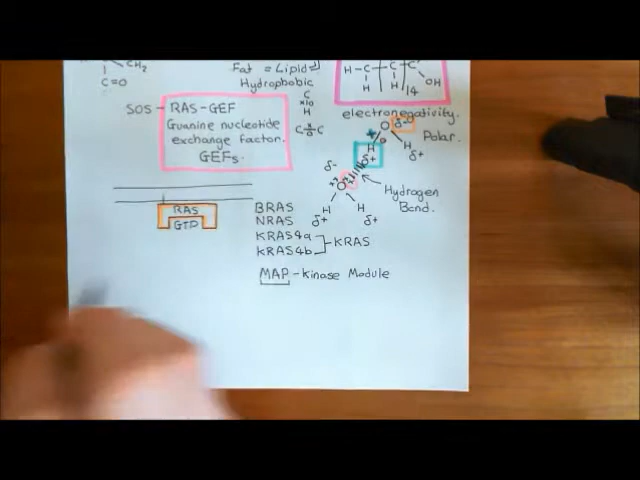 CH₂
C=O
Fat = Lipid
Hydrophobic
H-C-C-C
H H OH
14
SOS - RAS-GEF
Guanine nucleotide
exchange factor.
GEFs.
C
H
C C
electronegativity.
O δ-
Polar.
H H
δ+ δ+
δ-
O
Hydrogen
Bond.
H H
δ+ δ+
RAS
GTP
BRAS
NRAS
KRAS4a
KRAS4b
KRAS
MAP-kinase Module